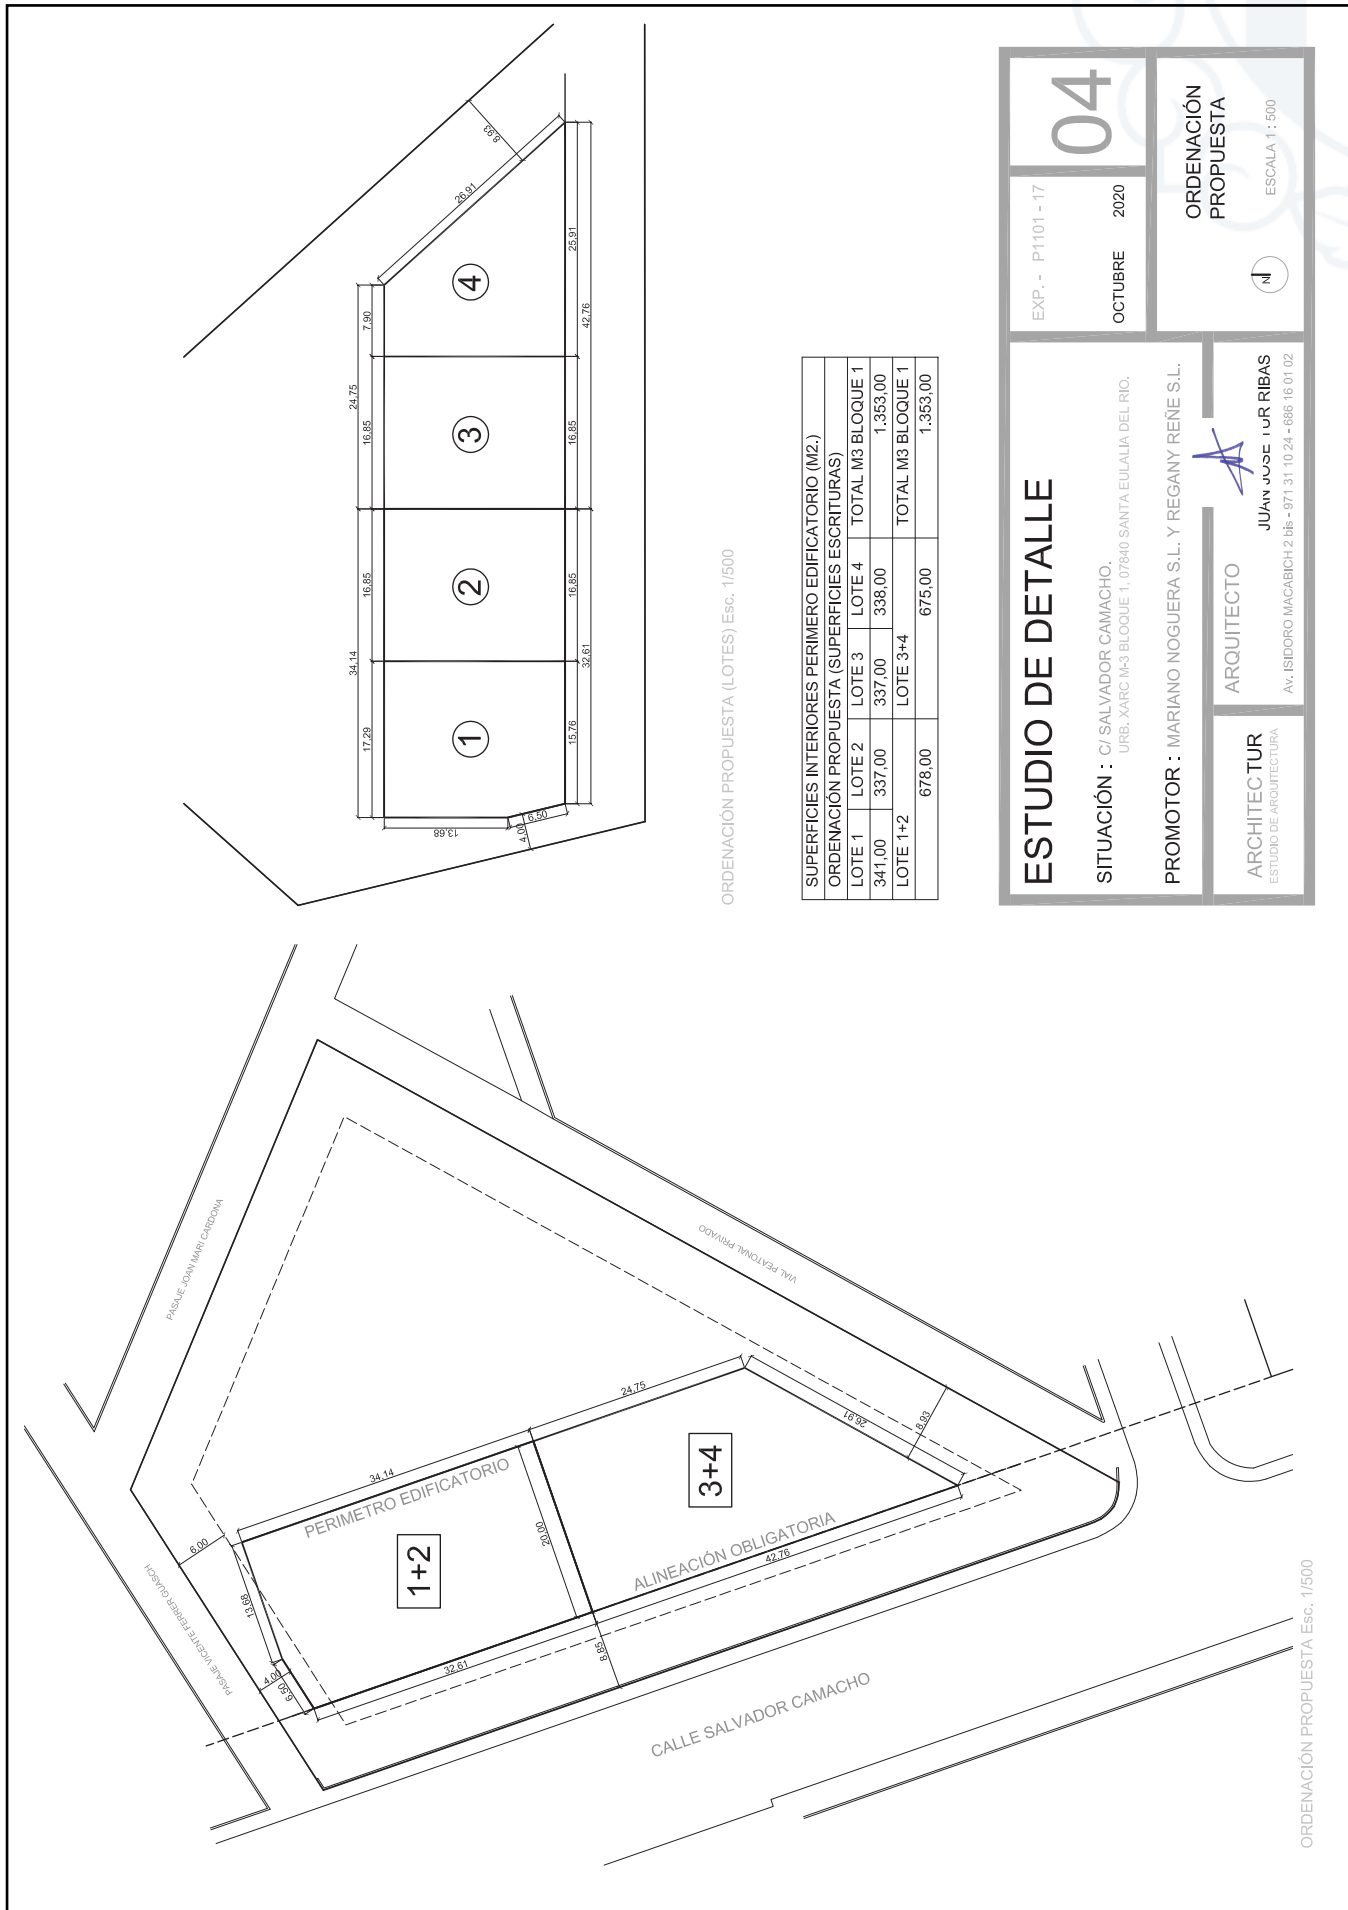 8,93
26,91
24,75
7,90
16,85
34,14
16,85
17,29
4
3
2
1
25,91
42,76
16,85
16,85
32,61
15,76
13,68
6,50
4,00
ORDENACIÓN PROPUESTA (LOTES) Esc. 1/500
SUPERFICIES INTERIORES PERIMERO EDIFICATORIO (M2.)
ORDENACIÓN PROPUESTA (SUPERFICIES ESCRITURAS)
LOTE 1 LOTE 2 LOTE 3 LOTE 4 TOTAL M3 BLOQUE 1
341,00 337,00 337,00 338,00 1.353,00
LOTE 1+2 LOTE 3+4 TOTAL M3 BLOQUE 1
678,00 675,00 1.353,00
ESTUDIO DE DETALLE
SITUACIÓN : C/ SALVADOR CAMACHO.
URB. XARC M-3 BLOQUE 1. 07840 SANTA EULALIA DEL RIO.
PROMOTOR : MARIANO NOGUERA S.L. Y REGANY REÑE S.L.
EXP. - P1101 - 17
OCTUBRE 2020
04
ARCHITECTUR
ESTUDIO DE ARQUITECTURA
ARQUITECTO
JUAN JOSE TUR RIBAS
Av. ISIDORO MACABICH 2 bis - 971 31 10 24 - 686 16 01 02
N
ORDENACIÓN
PROPUESTA
ESCALA 1 : 500
PASAJE JOAN MARI CARDONA
VIAL PEATONAL PRIVADO
PASAJE VICENTE FERRER GUASCH
6,00
34,14
24,75
PERIMETRO EDIFICATORIO
13,68
1+2
20,00
3+4
26,91
8,93
4,00
6,50
32,61
8,85
ALINEACIÓN OBLIGATORIA
42,76
CALLE SALVADOR CAMACHO
ORDENACIÓN PROPUESTA Esc. 1/500